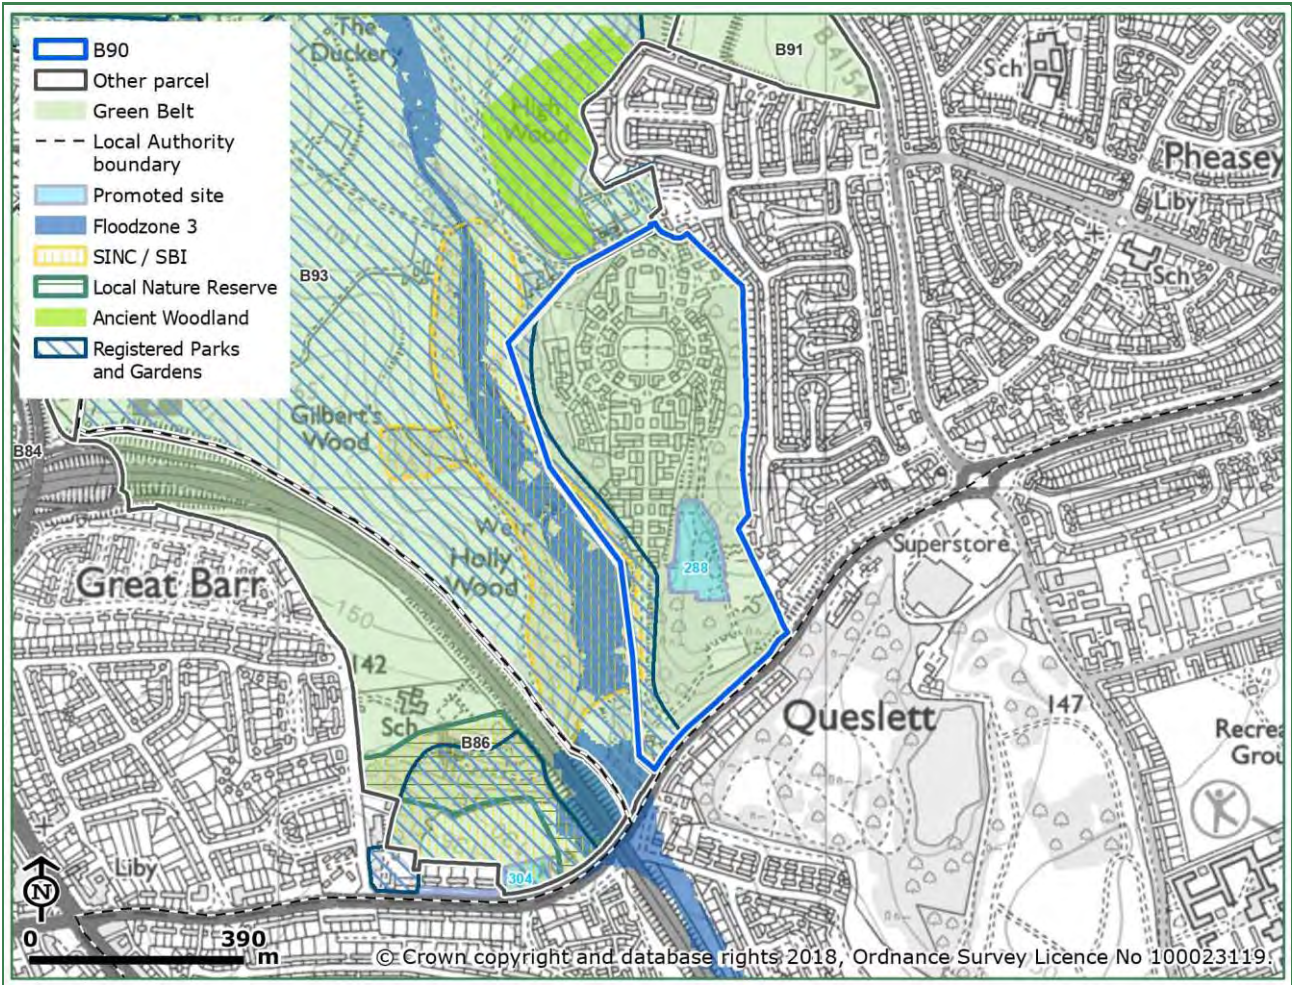 B90
Other parcel
Green Belt
Local Authority
boundary
Promoted site
Floodzone 3
SINC / SBI
Local Nature Reserve
Ancient Woodland
Registered Parks
and Gardens
The
Duckery
High
Wood
B91
B4154
Sch
Pheasey
Liby
Sch
B93
Gilbert's
Wood
B84
Weir
Holly
Wood
Great Barr
150
142
Sch
B86
288
Superstore
Queslett
147
Recrea
Grou
Liby
304
150
N
0 390
m
© Crown copyright and database rights 2018, Ordnance Survey Licence No 100023119.